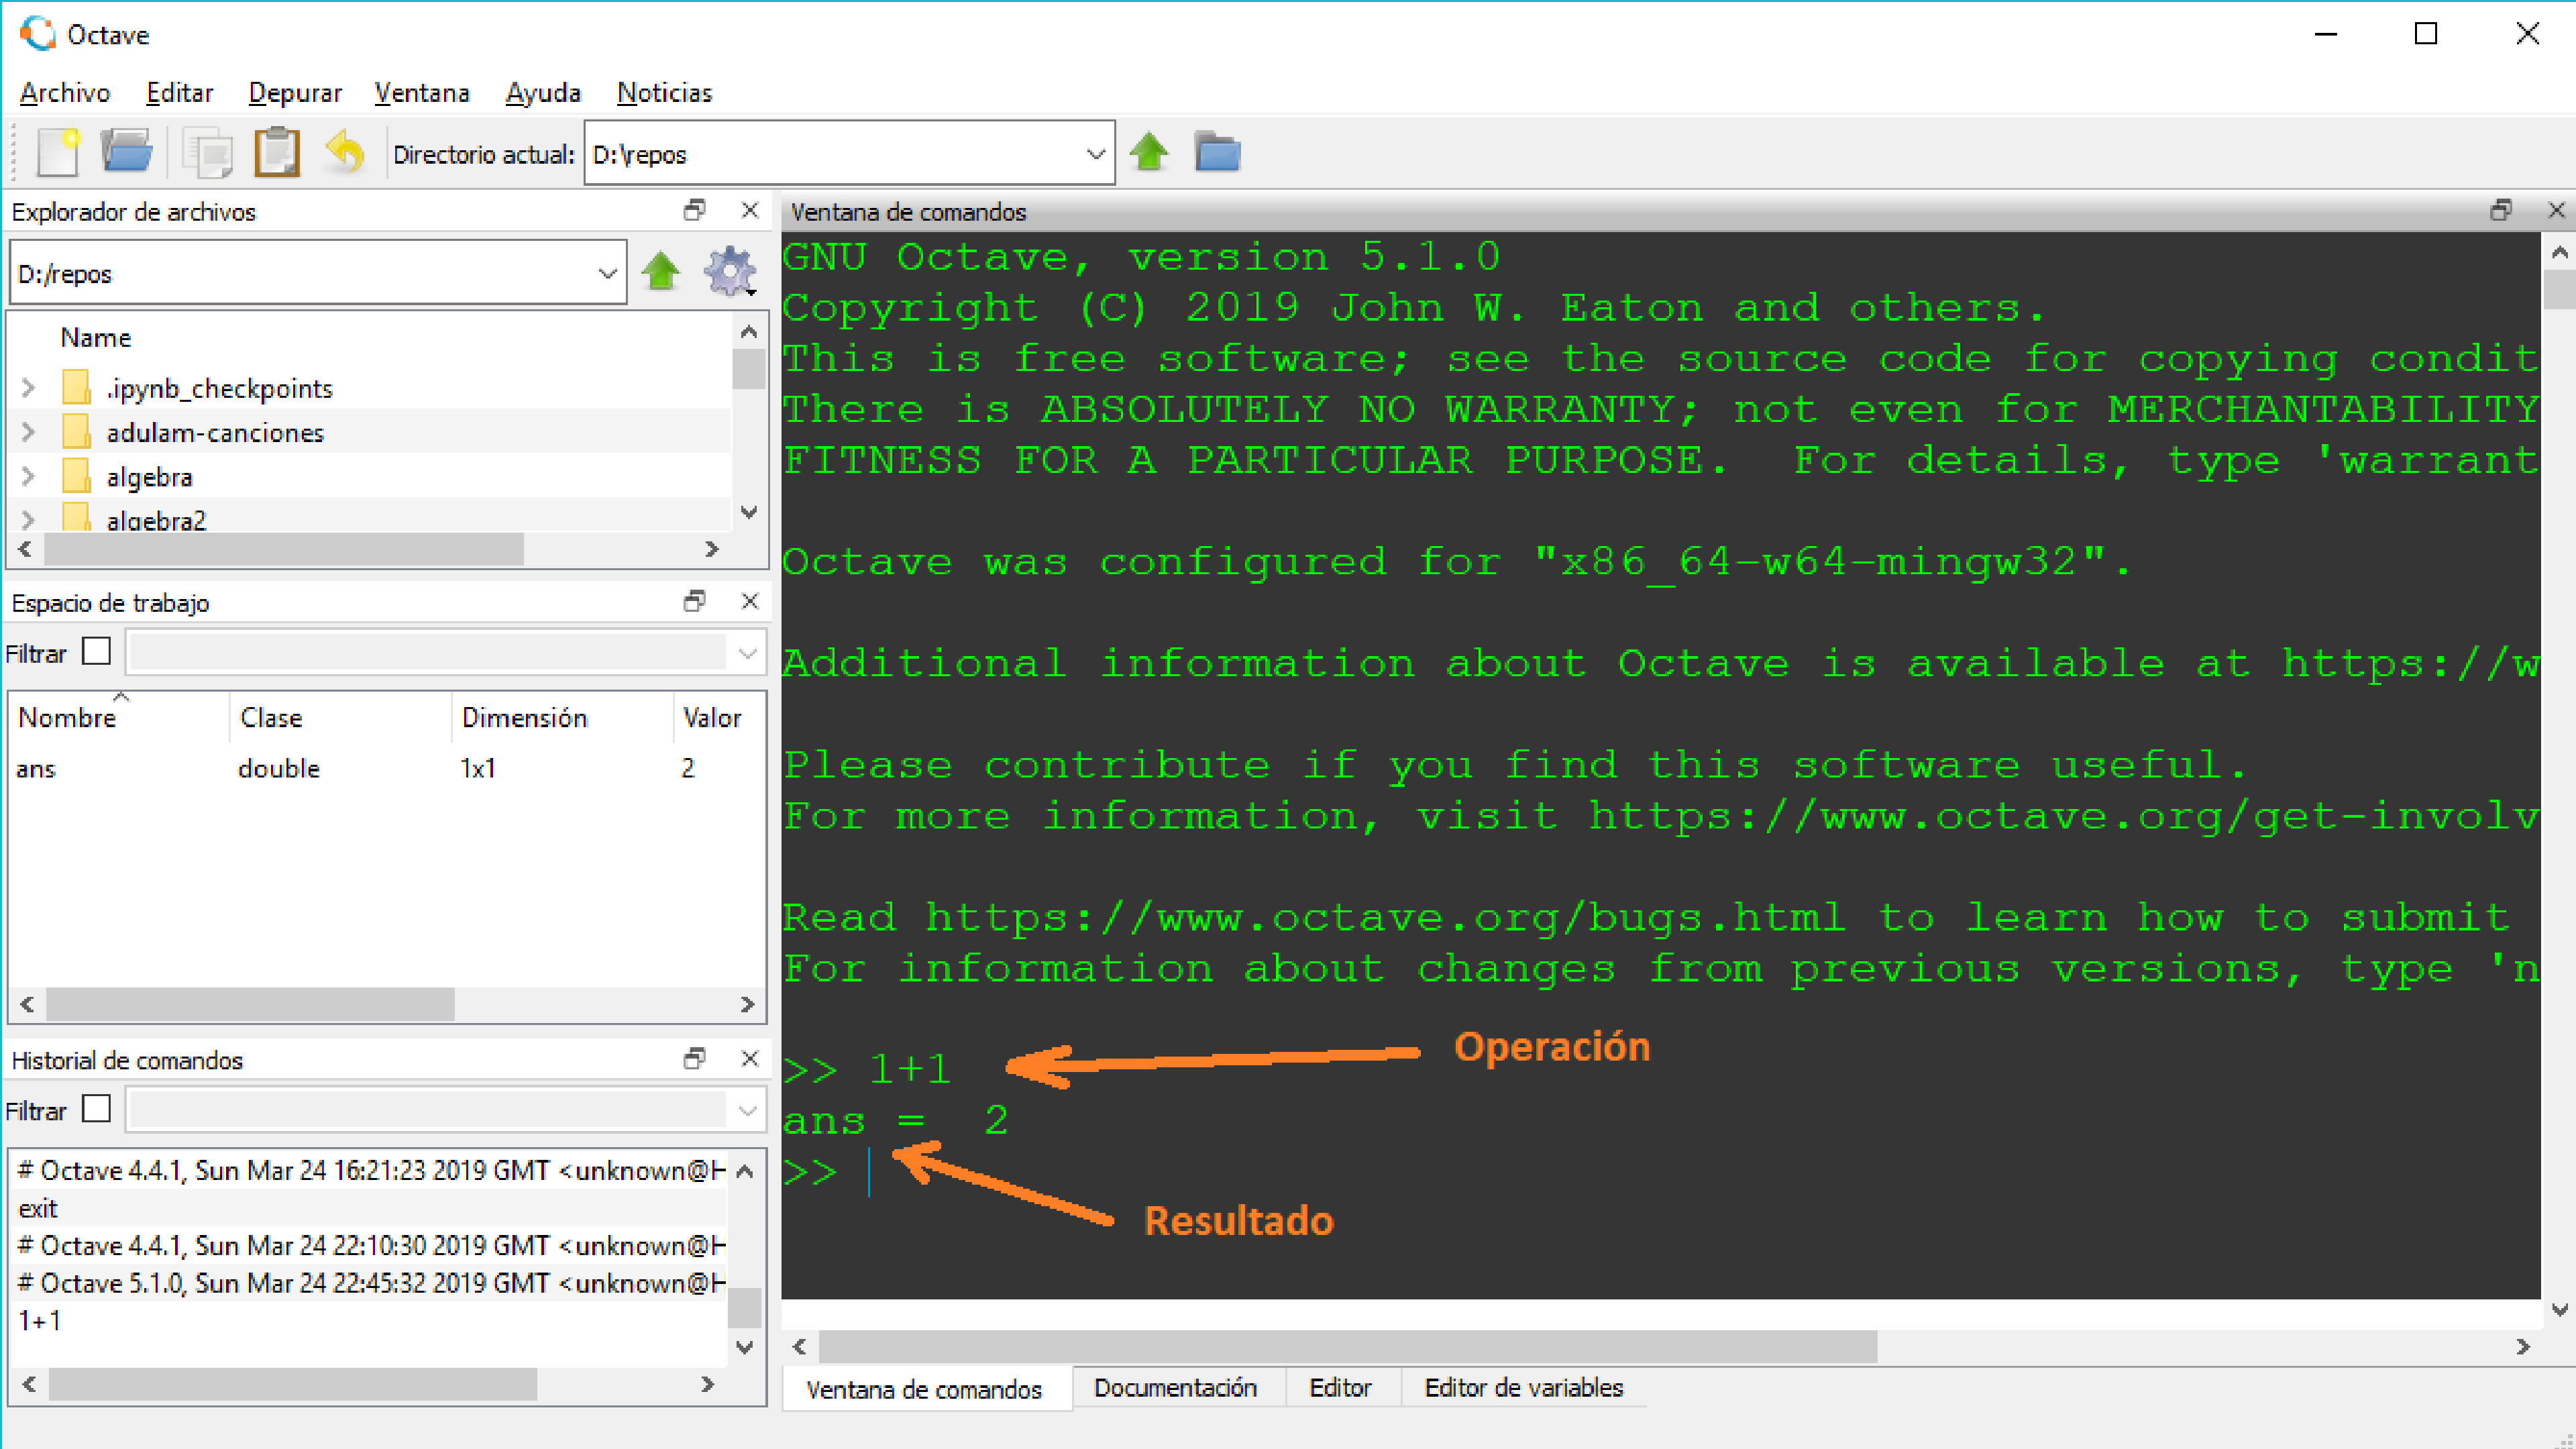 Octave
Archivo Editar Depurar Ventana Ayuda Noticias
Directorio actual: D:\repos
Explorador de archivos
D:/repos
Name
.ipynb_checkpoints
adulam-canciones
algebra
algebra2
Espacio de trabajo
Filtrar
Nombre Clase Dimensión Valor
ans double 1x1 2
Historial de comandos
Filtrar
# Octave 4.4.1, Sun Mar 24 16:21:23 2019 GMT <unknown@H
exit
# Octave 4.4.1, Sun Mar 24 22:10:30 2019 GMT <unknown@H
# Octave 5.1.0, Sun Mar 24 22:45:32 2019 GMT <unknown@H
1+1
Ventana de comandos
GNU Octave, version 5.1.0
Copyright (C) 2019 John W. Eaton and others.
This is free software; see the source code for copying condit
There is ABSOLUTELY NO WARRANTY; not even for MERCHANTABILITY
FITNESS FOR A PARTICULAR PURPOSE.  For details, type 'warrant
Octave was configured for "x86_64-w64-mingw32".
Additional information about Octave is available at https://w
Please contribute if you find this software useful.
For more information, visit https://www.octave.org/get-involv
Read https://www.octave.org/bugs.html to learn how to submit
For information about changes from previous versions, type 'n
>> 1+1 Operación
ans =  2
>>
Resultado
Ventana de comandos Documentación Editor Editor de variables